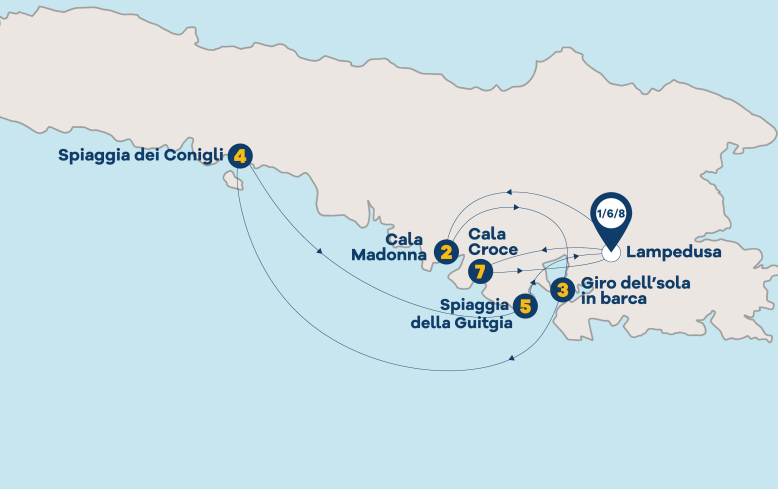 Spiaggia dei Conigli
4
1/6/8
Lampedusa
Cala
Madonna
2
Cala
Croce
7
Giro dell'sola
in barca
3
Spiaggia
della Guitgia
5